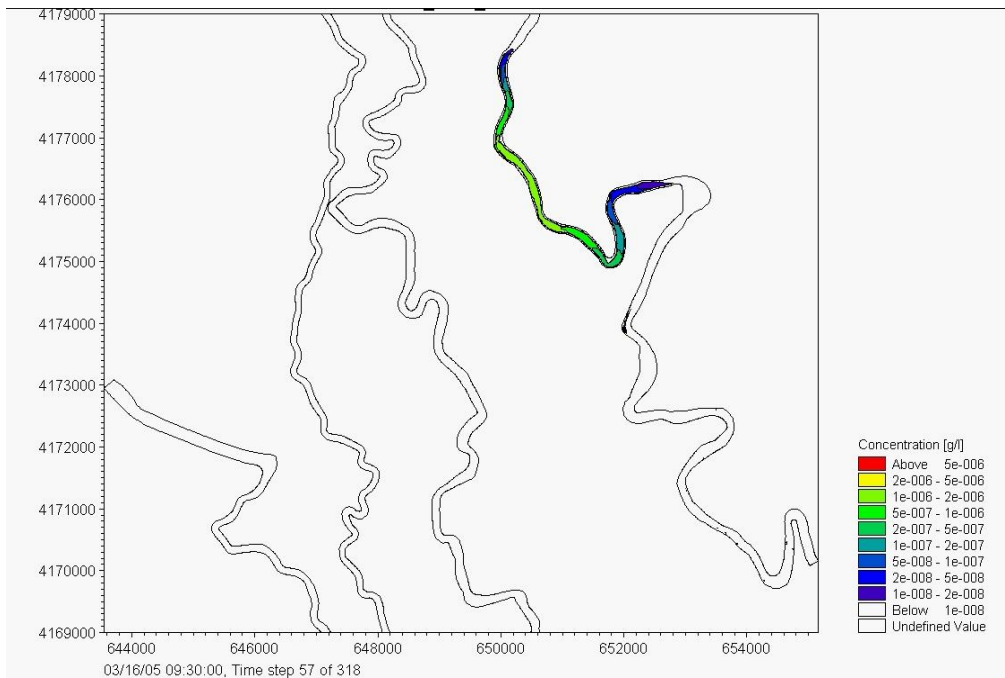 4179000
4178000
4177000
4176000
4175000
4174000
4173000
4172000
4171000
4170000
4169000
644000 646000 648000 650000 652000 654000
03/16/05 09:30:00, Time step 57 of 318
Concentration [g/l]
Above 5e-006
2e-006 - 5e-006
1e-006 - 2e-006
5e-007 - 1e-006
2e-007 - 5e-007
1e-007 - 2e-007
5e-008 - 1e-007
2e-008 - 5e-008
1e-008 - 2e-008
Below 1e-008
Undefined Value